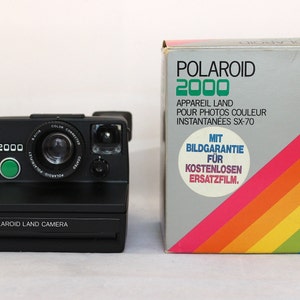 2000
POLAROID LAND CAMERA
POLAROID
2000
APPAREIL LAND
POUR PHOTOS COULEUR
INSTANTANÉES SX-70
MIT
BILDGARANTIE
FÜR
KOSTENLOSEN
ERSATZFILM.